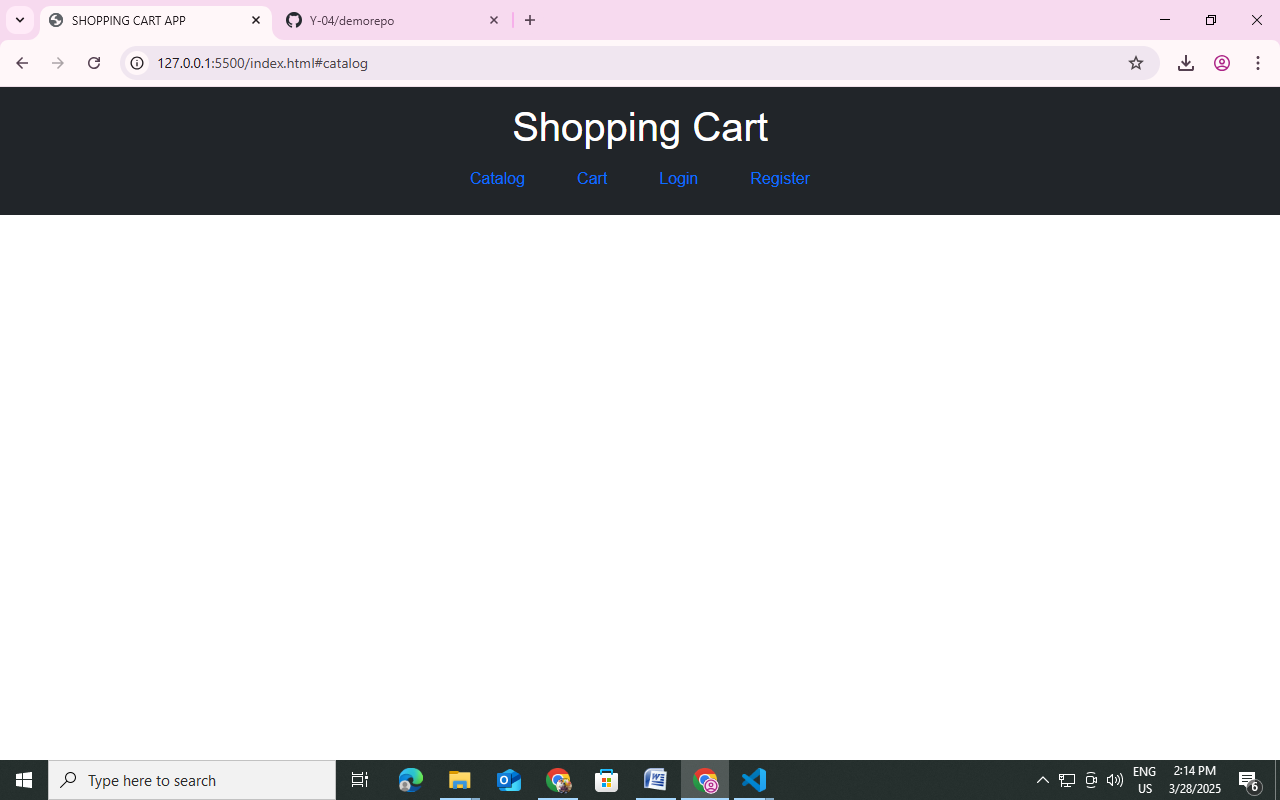 SHOPPING CART APP
Y-04/demorepo
127.0.0.1:5500/index.html#catalog
Shopping Cart
Catalog Cart Login Register
Type here to search
W
ENG
US
2:14 PM
3/28/2025
6